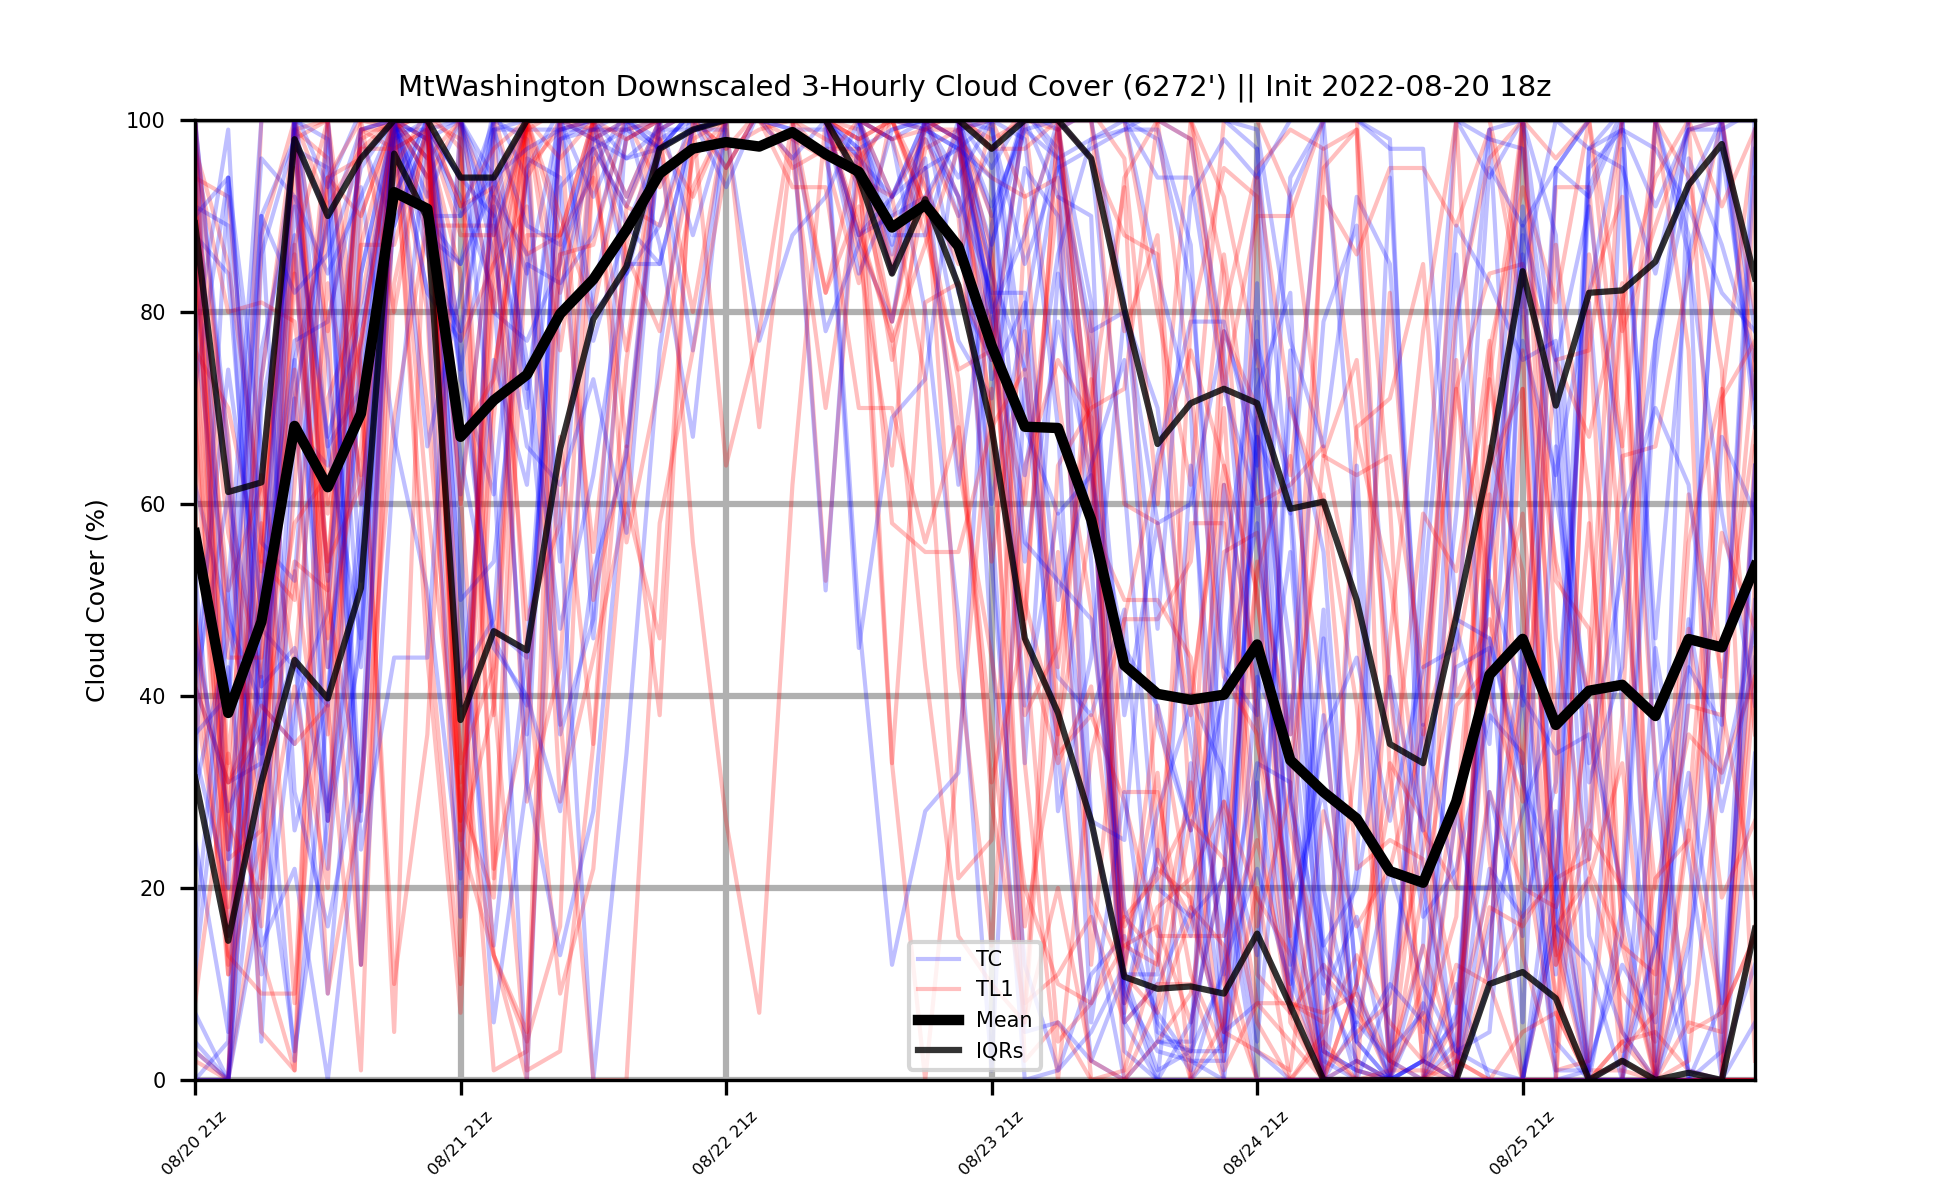 MtWashington Downscaled 3-Hourly Cloud Cover (6272') || Init 2022-08-20 18z
Cloud Cover (%)
100
80
60
40
20
0
TC
TL1
Mean
IQRs
08/20 21z
08/21 21z
08/22 21z
08/23 21z
08/24 21z
08/25 21z